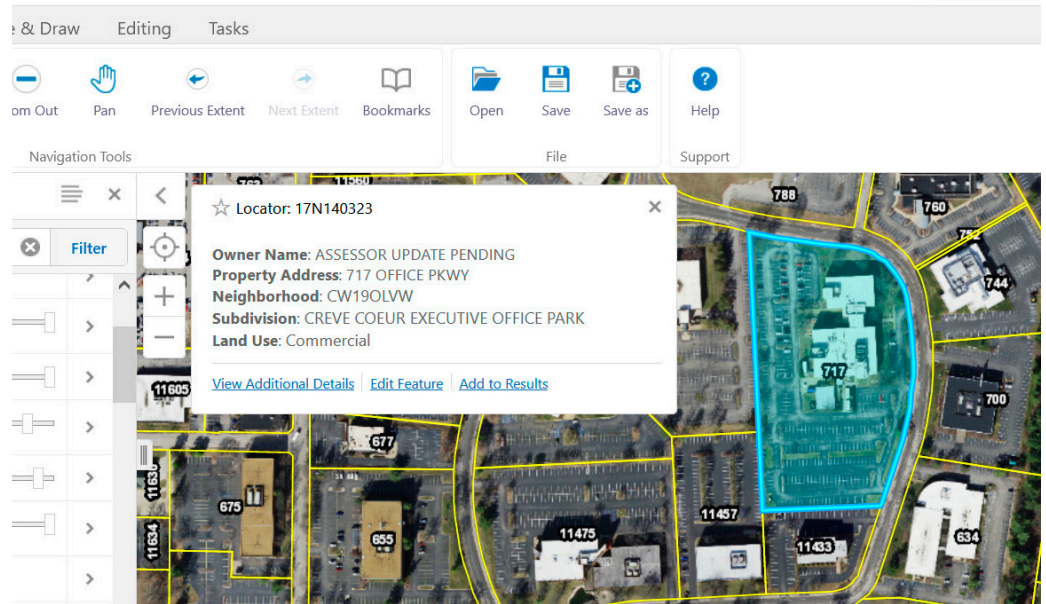 e & Draw Editing Tasks
om Out Pan Previous Extent Next Extent Bookmarks Open Save Save as Help
Navigation Tools File Support
Filter
Locator: 17N140323
Owner Name: ASSESSOR UPDATE PENDING
Property Address: 717 OFFICE PKWY
Neighborhood: CW19OLVW
Subdivision: CREVE COEUR EXECUTIVE OFFICE PARK
Land Use: Commercial
View Additional Details Edit Feature Add to Results
11560
788
760
752
744
717
11605
700
677
11630
675
11457
11475
634
655
11634
11433